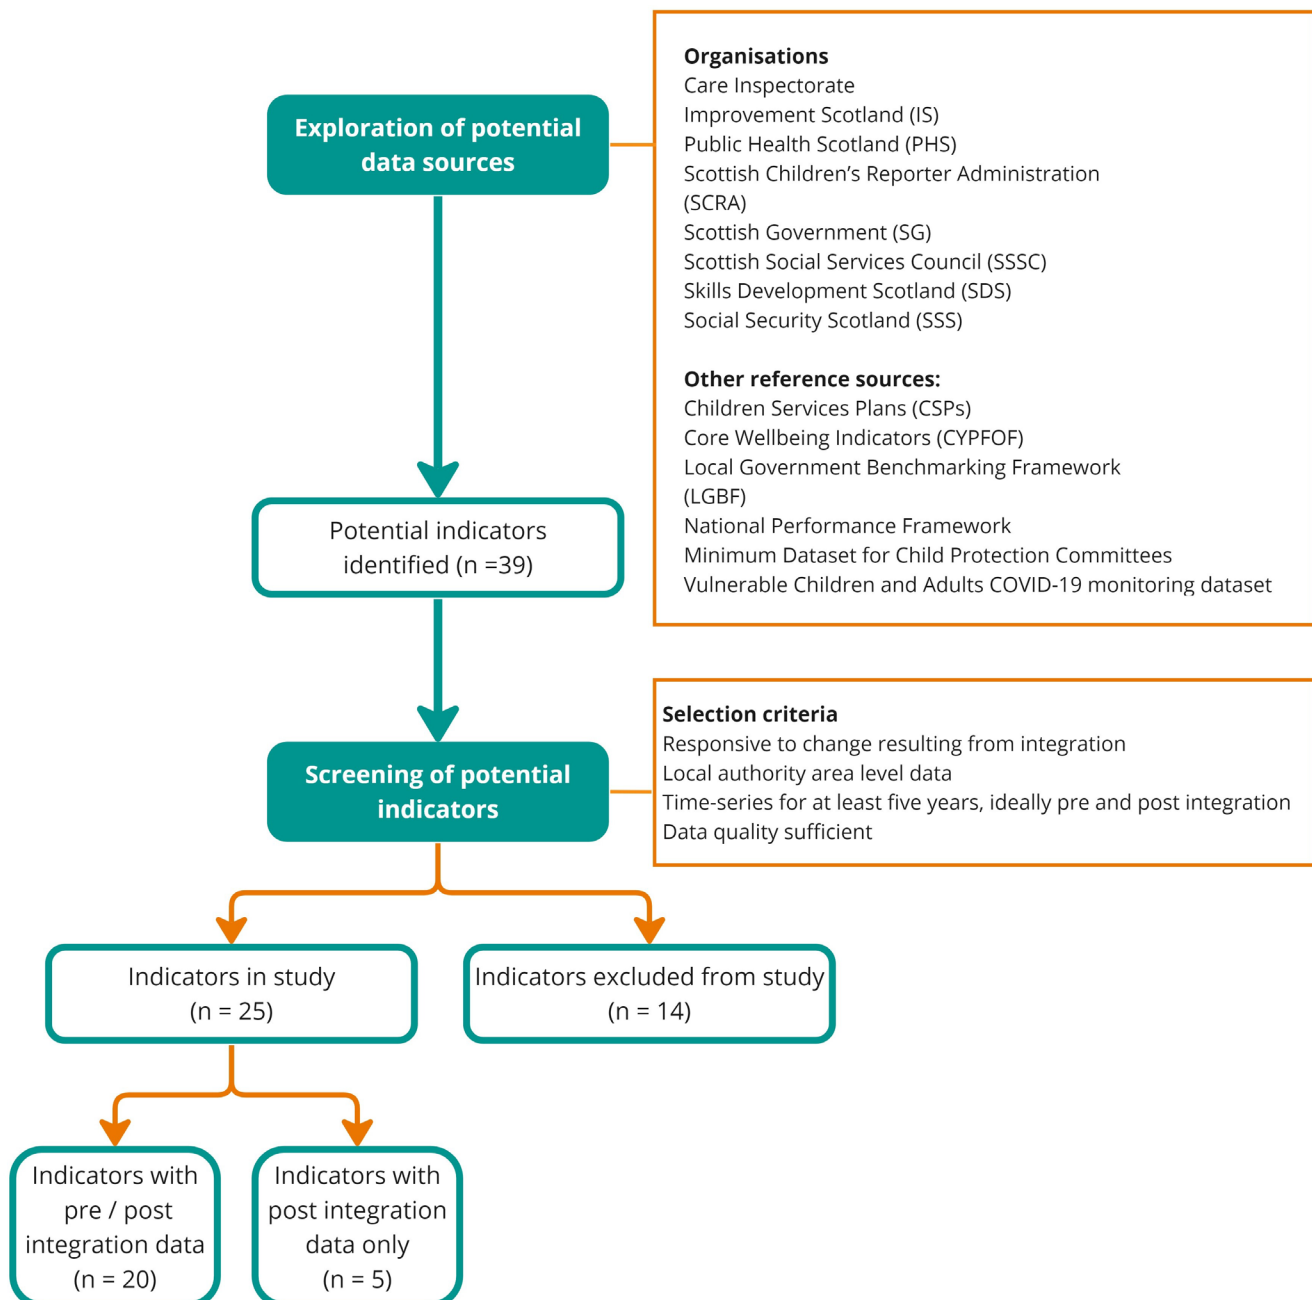 Exploration of potential
data sources
Organisations
Care Inspectorate
Improvement Scotland (IS)
Public Health Scotland (PHS)
Scottish Children's Reporter Administration
(SCRA)
Scottish Government (SG)
Scottish Social Services Council (SSSC)
Skills Development Scotland (SDS)
Social Security Scotland (SSS)
Other reference sources:
Children Services Plans (CSPs)
Core Wellbeing Indicators (CYPFOF)
Local Government Benchmarking Framework
(LGBF)
National Performance Framework
Minimum Dataset for Child Protection Committees
Vulnerable Children and Adults COVID-19 monitoring dataset
Potential indicators
identified (n =39)
Screening of potential
indicators
Selection criteria
Responsive to change resulting from integration
Local authority area level data
Time-series for at least five years, ideally pre and post integration
Data quality sufficient
Indicators in study
(n = 25)
Indicators excluded from study
(n = 14)
Indicators with
pre / post
integration data
(n = 20)
Indicators with
post integration
data only
(n = 5)